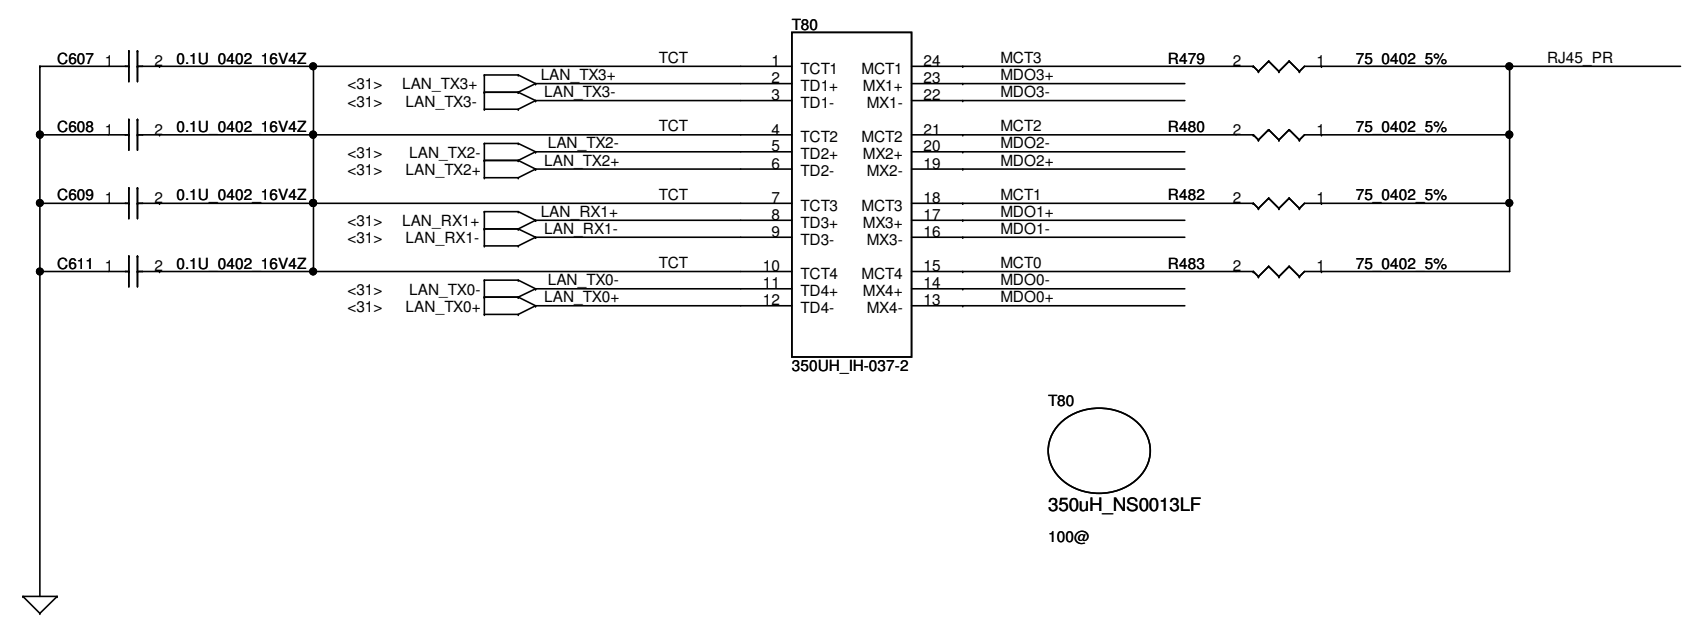 T80
C607 1 2 0.1U_0402_16V4Z TCT 1 TCT1 MCT1 24 MCT3 R479 2 1 75_0402_5% RJ45_PR
<31> LAN_TX3+ LAN_TX3+ 2 TD1+ MX1+ 23 MDO3+
<31> LAN_TX3- LAN_TX3- 3 TD1- MX1- 22 MDO3-
C608 1 2 0.1U_0402_16V4Z TCT 4 TCT2 MCT2 21 MCT2 R480 2 1 75_0402_5%
<31> LAN_TX2- LAN_TX2- 5 TD2+ MX2+ 20 MDO2-
<31> LAN_TX2+ LAN_TX2+ 6 TD2- MX2- 19 MDO2+
C609 1 2 0.1U_0402_16V4Z TCT 7 TCT3 MCT3 18 MCT1 R482 2 1 75_0402_5%
<31> LAN_RX1+ LAN_RX1+ 8 TD3+ MX3+ 17 MDO1+
<31> LAN_RX1- LAN_RX1- 9 TD3- MX3- 16 MDO1-
C611 1 2 0.1U_0402_16V4Z TCT 10 TCT4 MCT4 15 MCT0 R483 2 1 75_0402_5%
<31> LAN_TX0- LAN_TX0- 11 TD4+ MX4+ 14 MDO0-
<31> LAN_TX0+ LAN_TX0+ 12 TD4- MX4- 13 MDO0+
350UH_IH-037-2
T80
350uH_NS0013LF
100@